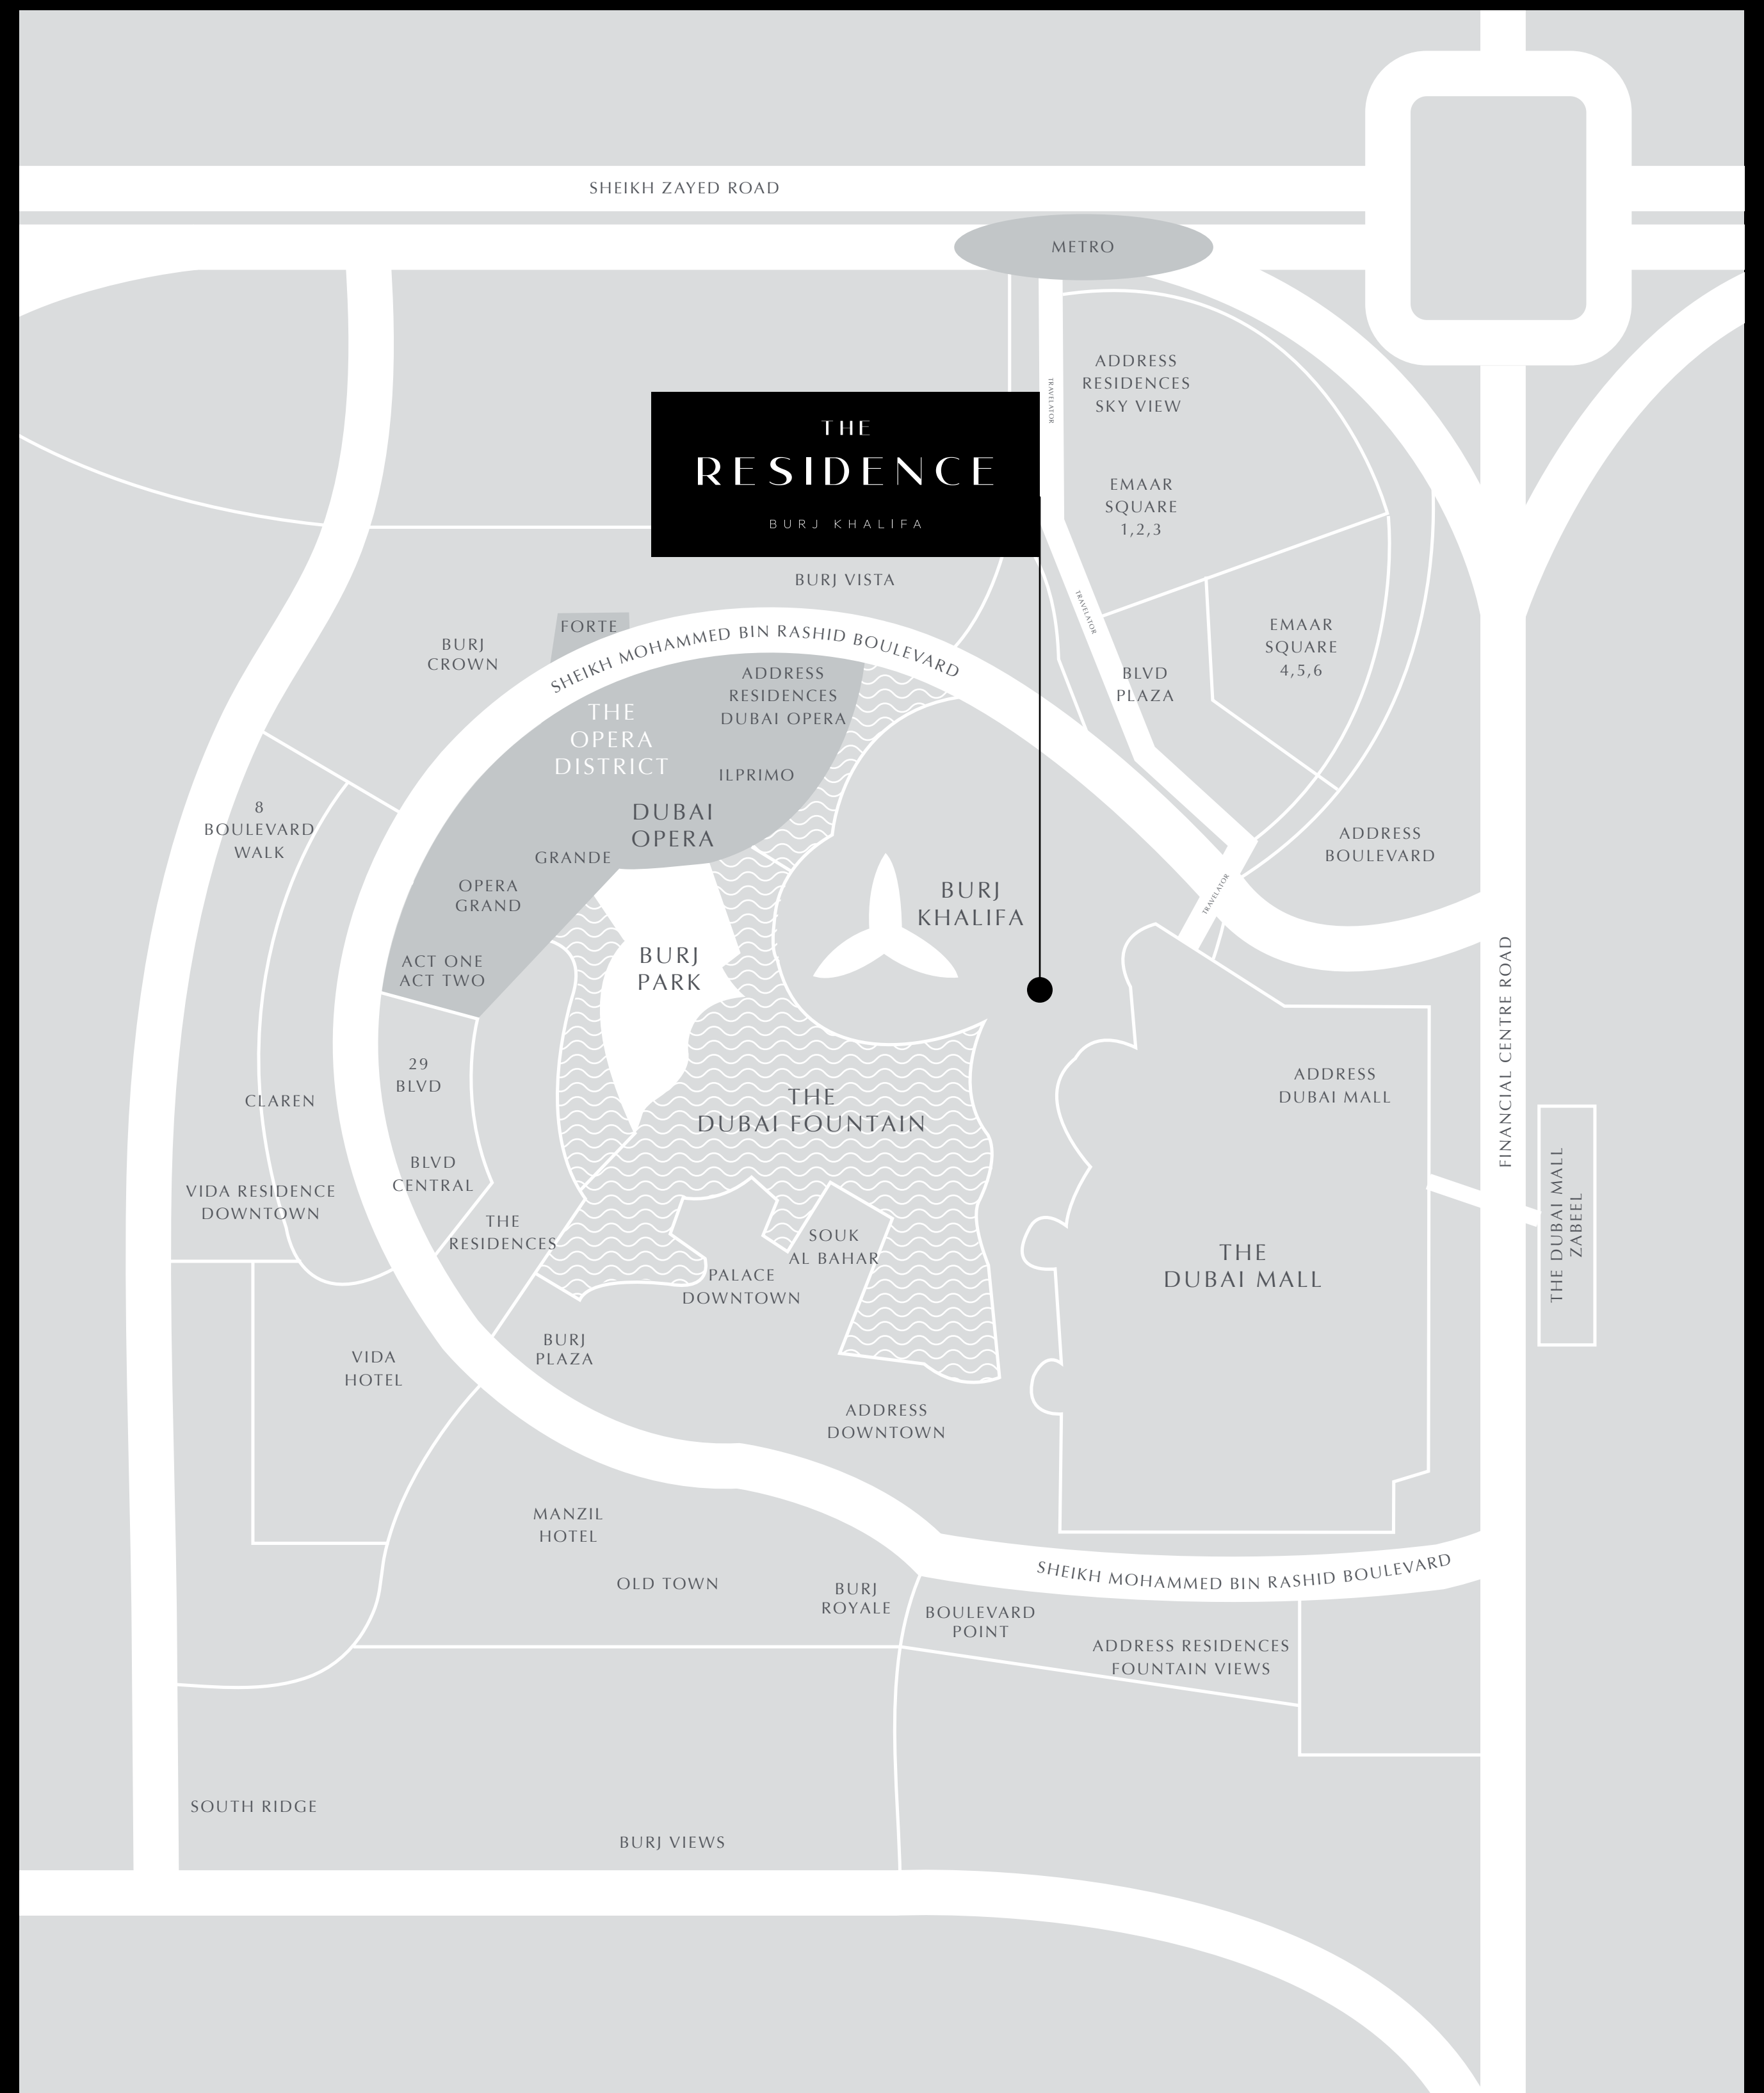 SHEIKH ZAYED ROAD
METRO
ADDRESS
RESIDENCES
SKY VIEW
TRAVELATOR
THE
RESIDENCE
BURJ KHALIFA
EMAAR
SQUARE
1,2,3
BURJ VISTA
TRAVELATOR
FORTE
BURJ
CROWN
SHEIKH MOHAMMED BIN RASHID BOULEVARD
EMAAR
SQUARE
4,5,6
BLVD
PLAZA
ADDRESS
RESIDENCES
DUBAI OPERA
THE
OPERA
DISTRICT
ILPRIMO
DUBAI
OPERA
8
BOULEVARD
WALK
ADDRESS
BOULEVARD
GRANDE
OPERA
GRAND
BURJ
KHALIFA
TRAVELATOR
BURJ
PARK
ACT ONE
ACT TWO
FINANCIAL CENTRE ROAD
29
BLVD
ADDRESS
DUBAI MALL
CLAREN
THE
DUBAI FOUNTAIN
BLVD
CENTRAL
VIDA RESIDENCE
DOWNTOWN
THE
RESIDENCES
SOUK
AL BAHAR
THE
DUBAI MALL
THE DUBAI MALL
ZABEEL
PALACE
DOWNTOWN
BURJ
PLAZA
VIDA
HOTEL
ADDRESS
DOWNTOWN
MANZIL
HOTEL
OLD TOWN
BURJ
ROYALE
SHEIKH MOHAMMED BIN RASHID BOULEVARD
BOULEVARD
POINT
ADDRESS RESIDENCES
FOUNTAIN VIEWS
SOUTH RIDGE
BURJ VIEWS